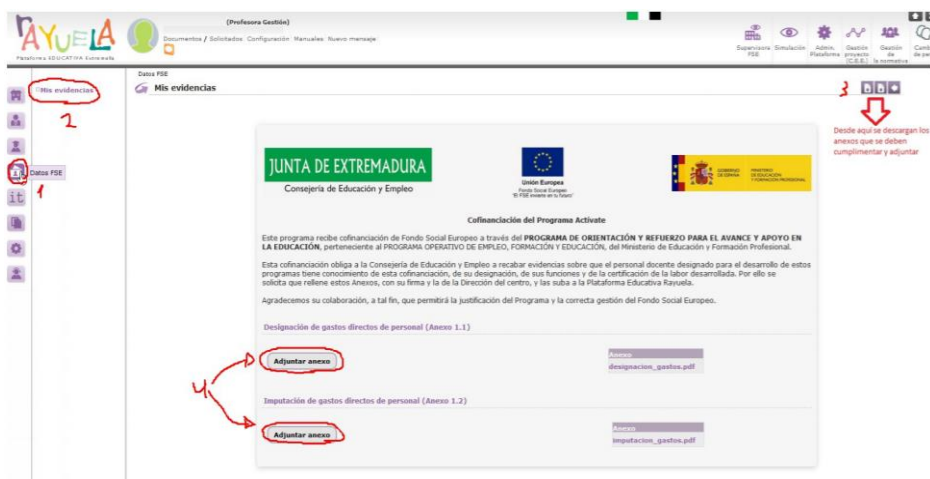 rAYUELA
Plataforma EDUCATIVA Extremeña
(Profesora Gestión)
Documentos / Solicitados Configuración Manuales Nuevo mensaje
Supervisora FSE
Simulación
Admin. Plataforma
Gestión proyecto (C.S.E.)
Gestión de la normativa
Mis evidencias
2
Datos FSE
1
Datos FSE
Mis evidencias
3
Desde aquí se descargan los
anexos que se deben
cumplimentar y adjuntar
JUNTA DE EXTREMADURA
Consejería de Educación y Empleo
Unión Europea
Fondo Social Europeo
"El FSE invierte en tu futuro"
GOBIERNO DE ESPAÑA
MINISTERIO DE EDUCACIÓN Y FORMACIÓN PROFESIONAL
Cofinanciación del Programa Activate
Este programa recibe cofinanciación de Fondo Social Europeo a través del PROGRAMA DE ORIENTACIÓN Y REFUERZO PARA EL AVANCE Y APOYO EN
LA EDUCACIÓN, perteneciente al PROGRAMA OPERATIVO DE EMPLEO, FORMACIÓN Y EDUCACIÓN, del Ministerio de Educación y Formación Profesional.
Esta cofinanciación obliga a la Consejería de Educación y Empleo a recabar evidencias sobre que el personal docente designado para el desarrollo de estos
programas tiene conocimiento de esta cofinanciación, de su designación, de sus funciones y de la certificación de la labor desarrollada. Por ello se
solicita que rellene estos Anexos, con su firma y la de la Dirección del centro, y las suba a la Plataforma Educativa Rayuela.
Agradecemos su colaboración, a tal fin, que permitirá la justificación del Programa y la correcta gestión del Fondo Social Europeo.
Designación de gastos directos de personal (Anexo 1.1)
Adjuntar anexo
Anexo
designacion_gastos.pdf
4
Imputación de gastos directos de personal (Anexo 1.2)
Adjuntar anexo
Anexo
imputacion_gastos.pdf